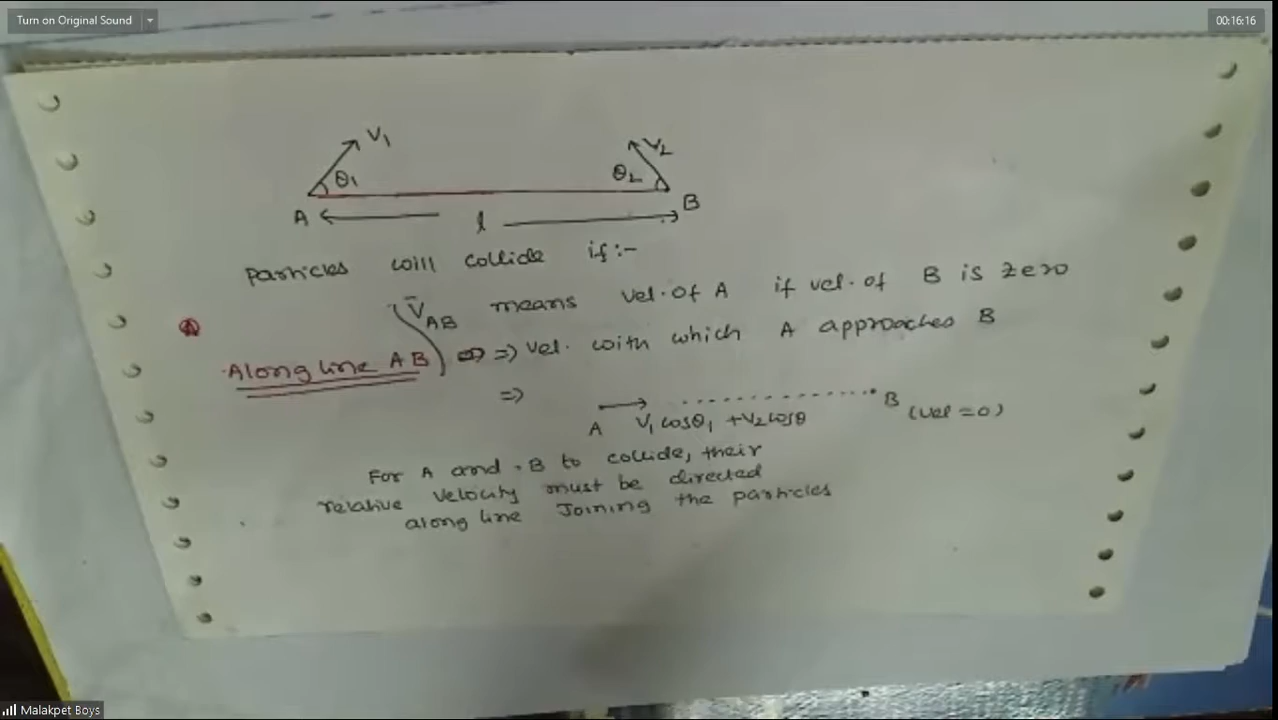 Turn on Original Sound
00:16:16
V1
V2
θ1
θ2
A
l
B
Particles will collide if:-
VAB means vel. of A if vel. of B is zero
Along line AB ⇒ vel. with which A approaches B
⇒
A V1 cosθ1 + V2 cosθ B (vel = 0)
For A and B to collide, their
relative velocity must be directed
along line Joining the particles
Malakpet Boys